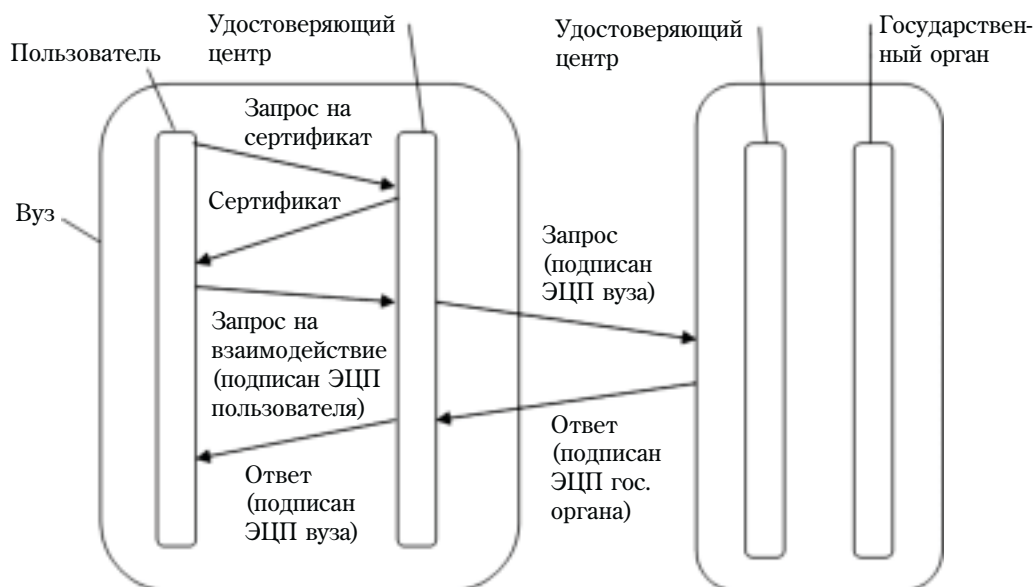 Пользователь
Удостоверяющий
центр
Удостоверяющий
центр
Государствен-
ный орган
Вуз
Запрос на
сертификат
Сертификат
Запрос на
взаимодействие
(подписан ЭЦП
пользователя)
Запрос
(подписан
ЭЦП вуза)
Ответ
(подписан
ЭЦП гос.
органа)
Ответ
(подписан
ЭЦП вуза)